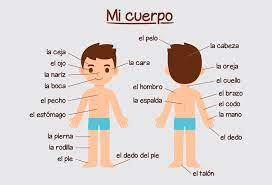 Mi cuerpo
el pelo
la cabeza
la ceja
el ojo
la cara
la nariz
la oreja
la boca
el cuello
el hombro
el brazo
el pecho
la espalda
el codo
el estómago
la mano
el dedo
la pierna
la rodilla
el pie
el dedo del pie
el talón